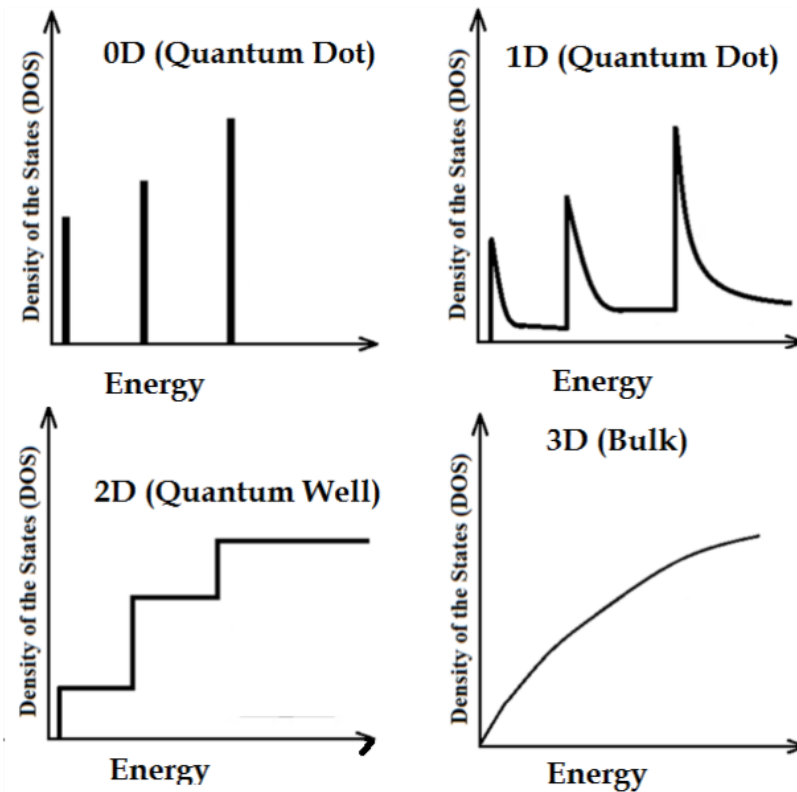 0D (Quantum Dot)
Density of the States (DOS)
Energy
1D (Quantum Dot)
Density of the States (DOS)
Energy
2D (Quantum Well)
Density of the States (DOS)
Energy
3D (Bulk)
Density of the States (DOS)
Energy